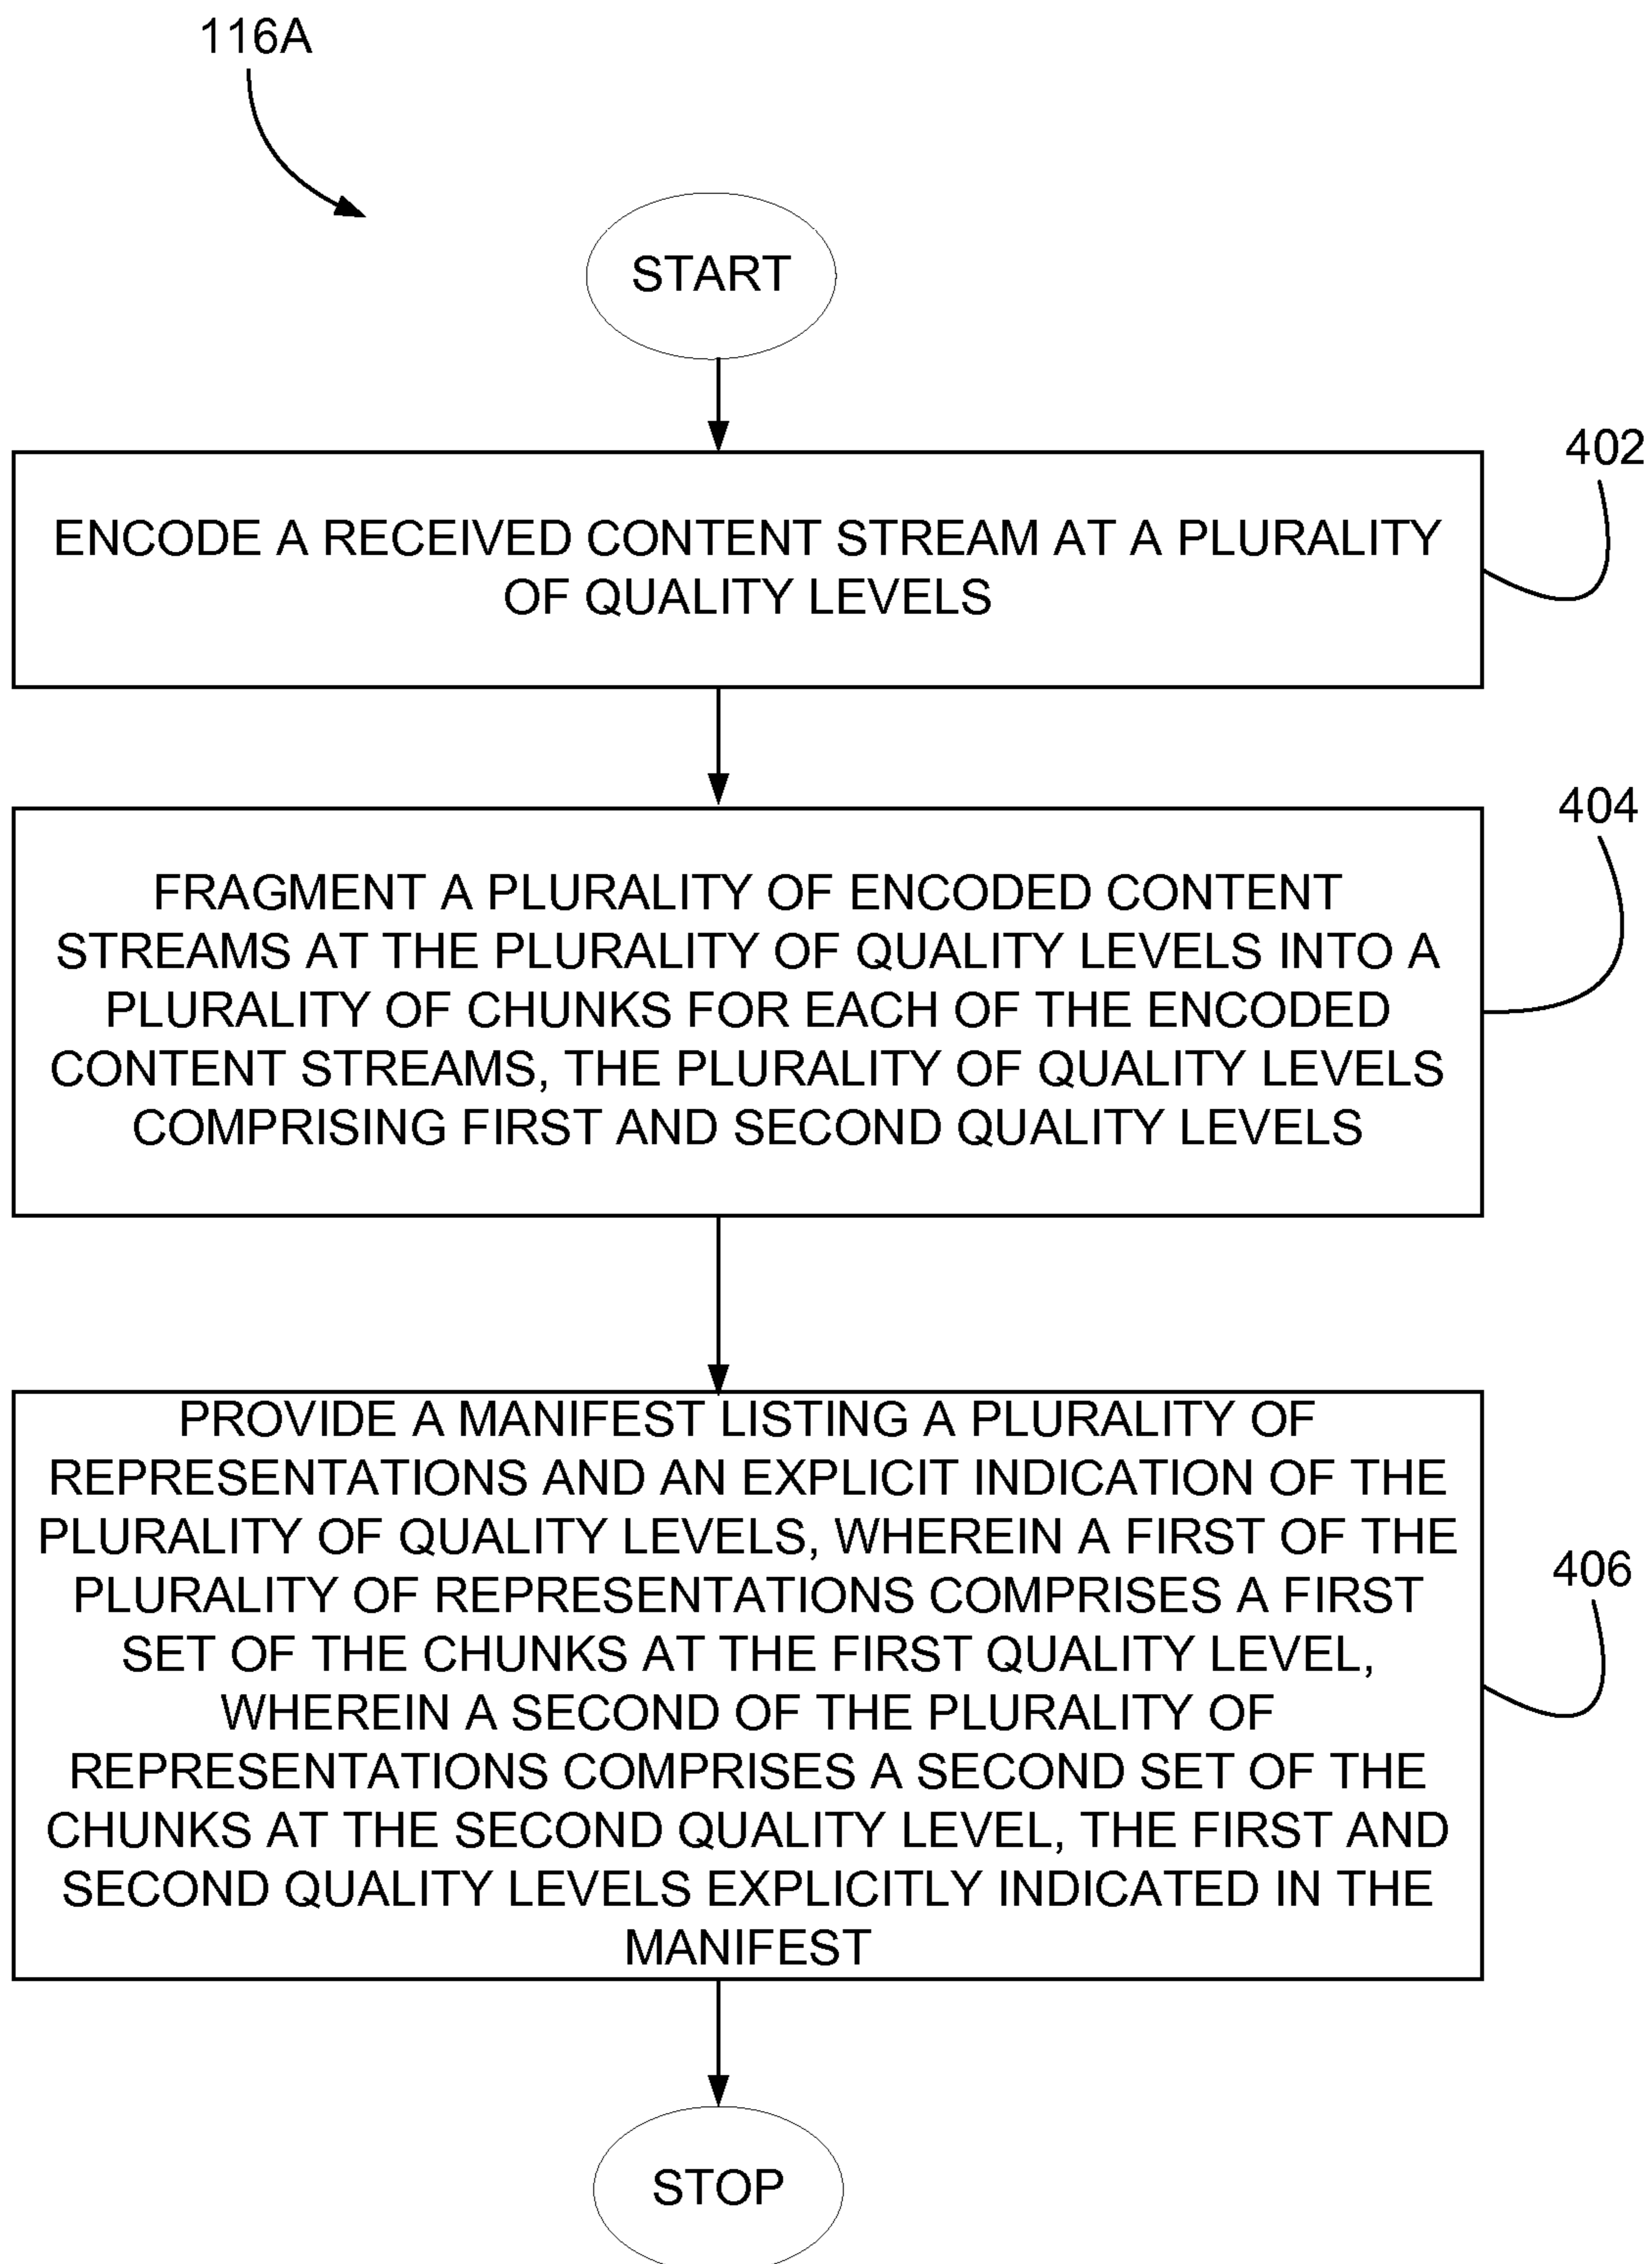 116A
START
402
ENCODE A RECEIVED CONTENT STREAM AT A PLURALITY
OF QUALITY LEVELS
404
FRAGMENT A PLURALITY OF ENCODED CONTENT
STREAMS AT THE PLURALITY OF QUALITY LEVELS INTO A
PLURALITY OF CHUNKS FOR EACH OF THE ENCODED
CONTENT STREAMS, THE PLURALITY OF QUALITY LEVELS
COMPRISING FIRST AND SECOND QUALITY LEVELS
406
PROVIDE A MANIFEST LISTING A PLURALITY OF
REPRESENTATIONS AND AN EXPLICIT INDICATION OF THE
PLURALITY OF QUALITY LEVELS, WHEREIN A FIRST OF THE
PLURALITY OF REPRESENTATIONS COMPRISES A FIRST
SET OF THE CHUNKS AT THE FIRST QUALITY LEVEL,
WHEREIN A SECOND OF THE PLURALITY OF
REPRESENTATIONS COMPRISES A SECOND SET OF THE
CHUNKS AT THE SECOND QUALITY LEVEL, THE FIRST AND
SECOND QUALITY LEVELS EXPLICITLY INDICATED IN THE
MANIFEST
STOP